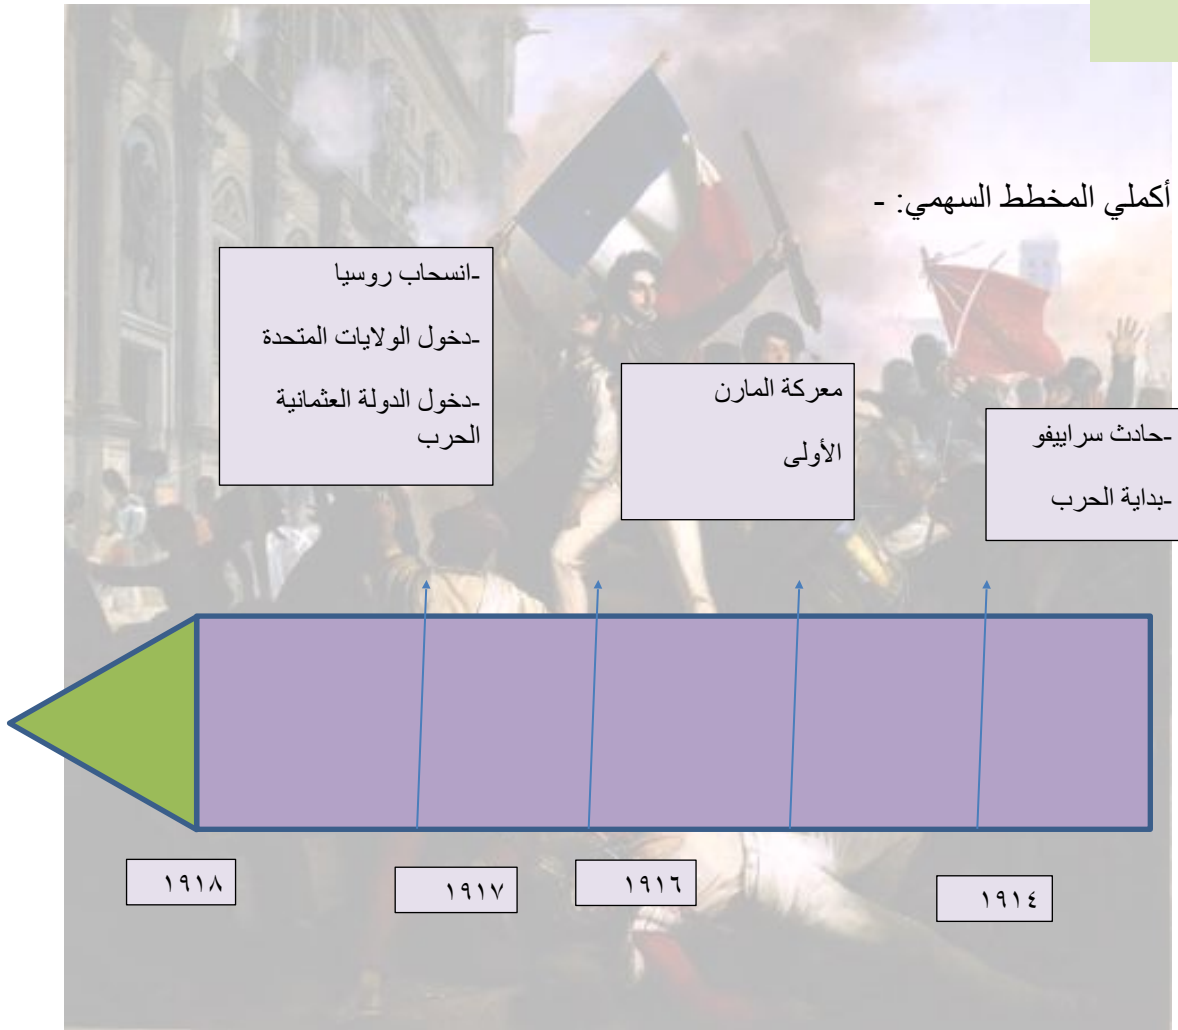 أكملي المخطط السهمي: -
-حادث سراييفو
-بداية الحرب
معركة المارن
الأولى
-انسحاب روسيا
-دخول الولايات المتحدة
-دخول الدولة العثمانية
الحرب
١٩١٤
١٩١٦
١٩١٧
١٩١٨